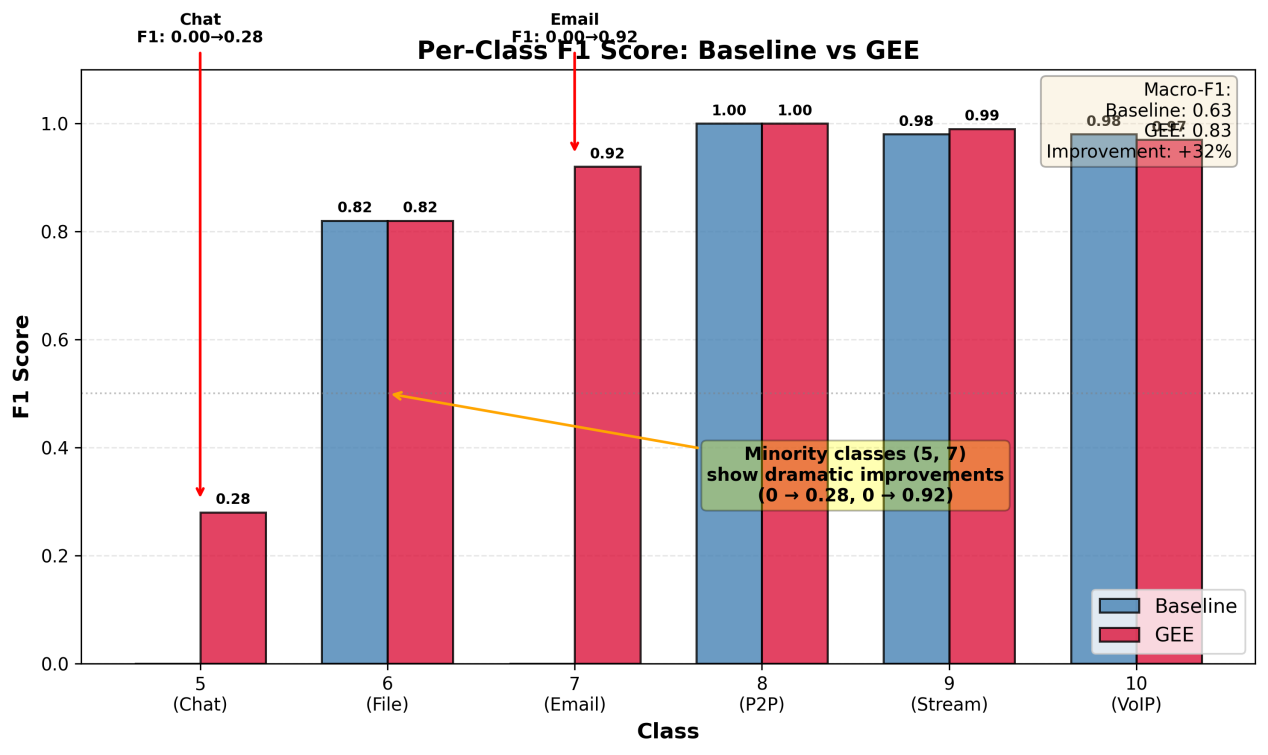 Chat
F1: 0.00→0.28
Email
F1: 0.00→0.92
Per-Class F1 Score: Baseline vs GEE
Macro-F1:
Baseline: 0.63
GEE: 0.83
Improvement: +32%
F1 Score
1.0
0.8
0.6
0.4
0.2
0.0
0.28
0.82
0.82
0.92
1.00
1.00
0.98
0.99
0.98
0.97
Minority classes (5, 7)
show dramatic improvements
(0 → 0.28, 0 → 0.92)
Baseline
GEE
5
(Chat)
6
(File)
7
(Email)
8
(P2P)
9
(Stream)
10
(VoIP)
Class